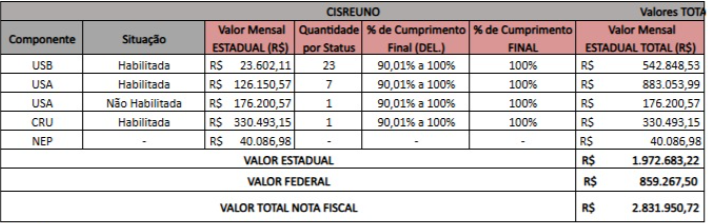 CISREUNO Valores TOTA
Componente Situação Valor Mensal ESTADUAL (R$) Quantidade por Status % de Cumprimento Final (DEL.) % de Cumprimento FINAL Valor Mensal ESTADUAL TOTAL (R$)
USB Habilitada R$ 23.602,11 23 90,01% a 100% 100% R$ 542.848,53
USA Habilitada R$ 126.150,57 7 90,01% a 100% 100% R$ 883.053,99
USA Não Habilitada R$ 176.200,57 1 90,01% a 100% 100% R$ 176.200,57
CRU Habilitada R$ 330.493,15 1 90,01% a 100% 100% R$ 330.493,15
NEP - R$ 40.086,98 - - - R$ 40.086,98
VALOR ESTADUAL R$ 1.972.683,22
VALOR FEDERAL R$ 859.267,50
VALOR TOTAL NOTA FISCAL R$ 2.831.950,72